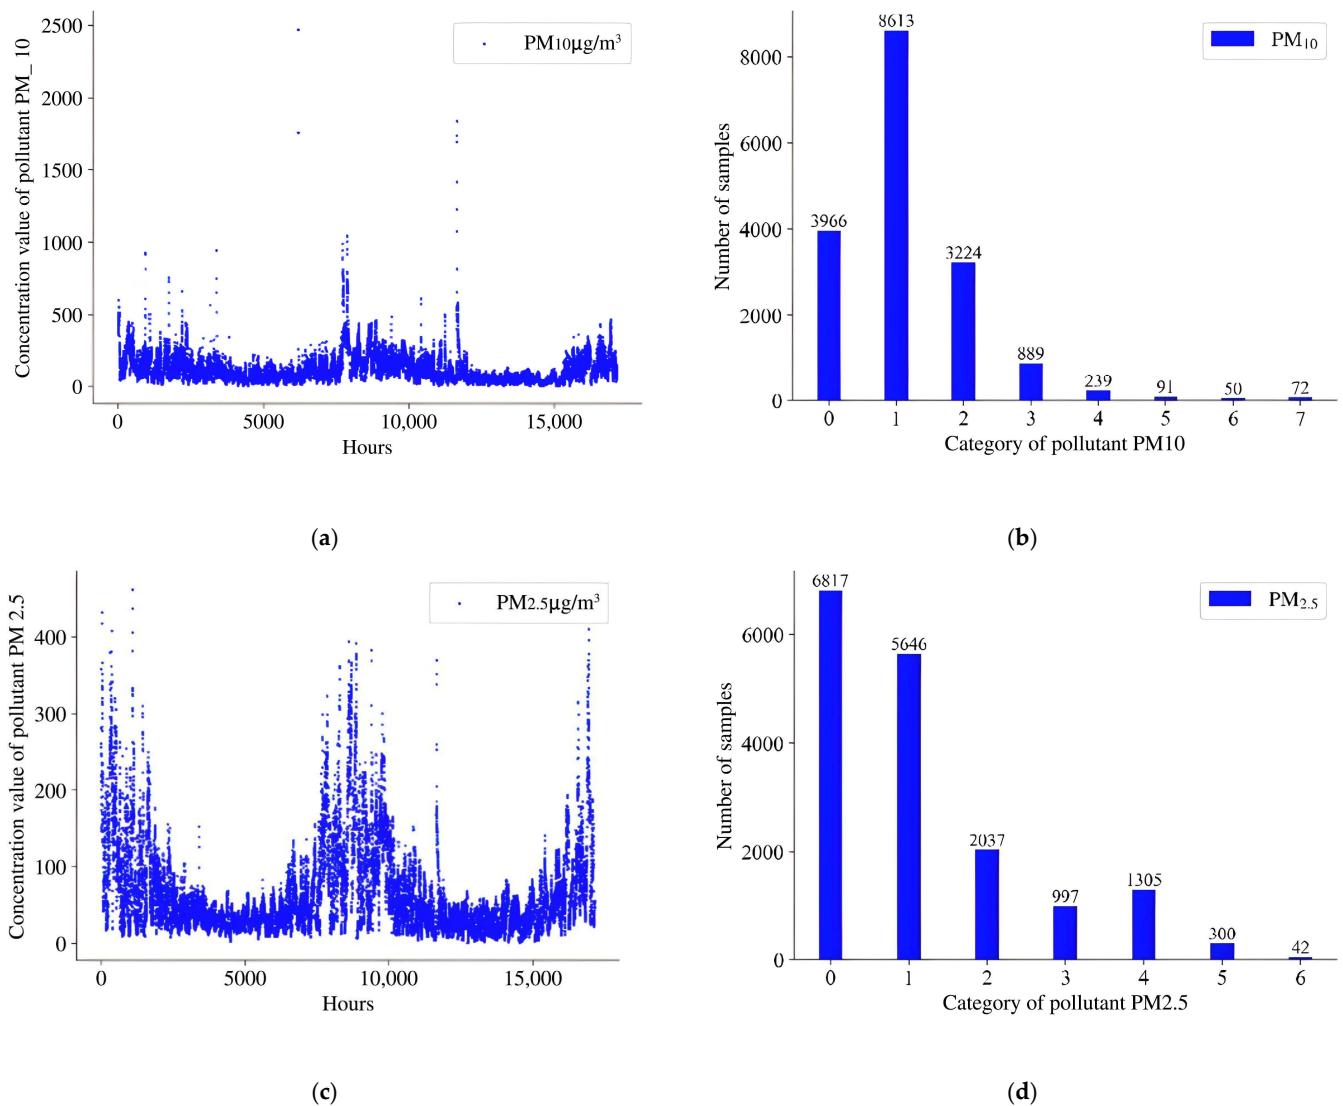 Concentration value of pollutant PM_ 10
2500
2000
1500
1000
500
0
PM10µg/m³
0 5000 10,000 15,000
Hours
(a)
Number of samples
8000
6000
4000
2000
0
PM₁₀
3966 8613 3224 889 239 91 50 72
0 1 2 3 4 5 6 7
Category of pollutant PM10
(b)
Concentration value of pollutant PM 2.5
400
300
200
100
0
PM2.5µg/m³
0 5000 10,000 15,000
Hours
(c)
Number of samples
6000
4000
2000
0
PM₂.₅
6817 5646 2037 997 1305 300 42
0 1 2 3 4 5 6
Category of pollutant PM2.5
(d)